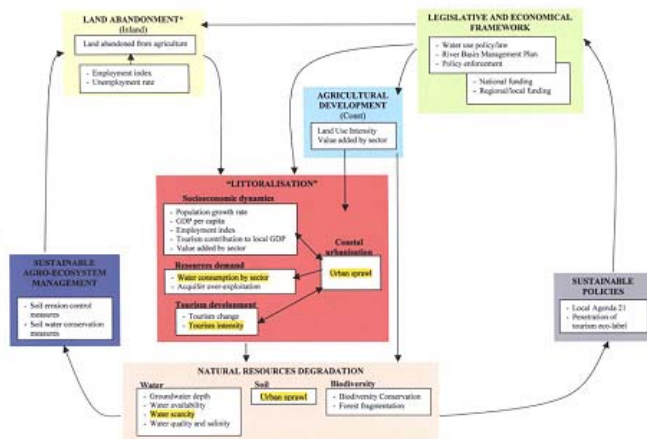 LAND ABANDONMENT*
(Inland)
Land abandoned from agriculture
- Employment index
- Unemployment rate
LEGISLATIVE AND ECONOMICAL
FRAMEWORK
- Water use policy/law
- River Basin Management Plan
- Policy enforcement
- National funding
- Regional/local funding
AGRICULTURAL
DEVELOPMENT
(Coast)
Land Use Intensity
Value added by sector
"LITTORALISATION"
Socioeconomic dynamics
- Population growth rate
- GDP per capita
- Employment index
- Tourism contribution to local GDP
- Value added by sector
Coastal
urbanisation
Urban sprawl
Resources demand
- Water consumption by sector
- Acquifer over-exploitation
Tourism development
- Tourism change
- Tourism intensity
SUSTAINABLE
AGRO-ECOSYSTEM
MANAGEMENT
- Soil erosion control
measures
- Soil water conservation
measures
SUSTAINABLE
POLICIES
- Local Agenda 21
- Penetration of
tourism eco-label
NATURAL RESOURCES DEGRADATION
Water
- Groundwater depth
- Water availability
- Water scarcity
- Water quality and salinity
Soil
Urban sprawl
Biodiversity
- Biodiversity Conservation
- Forest fragmentation